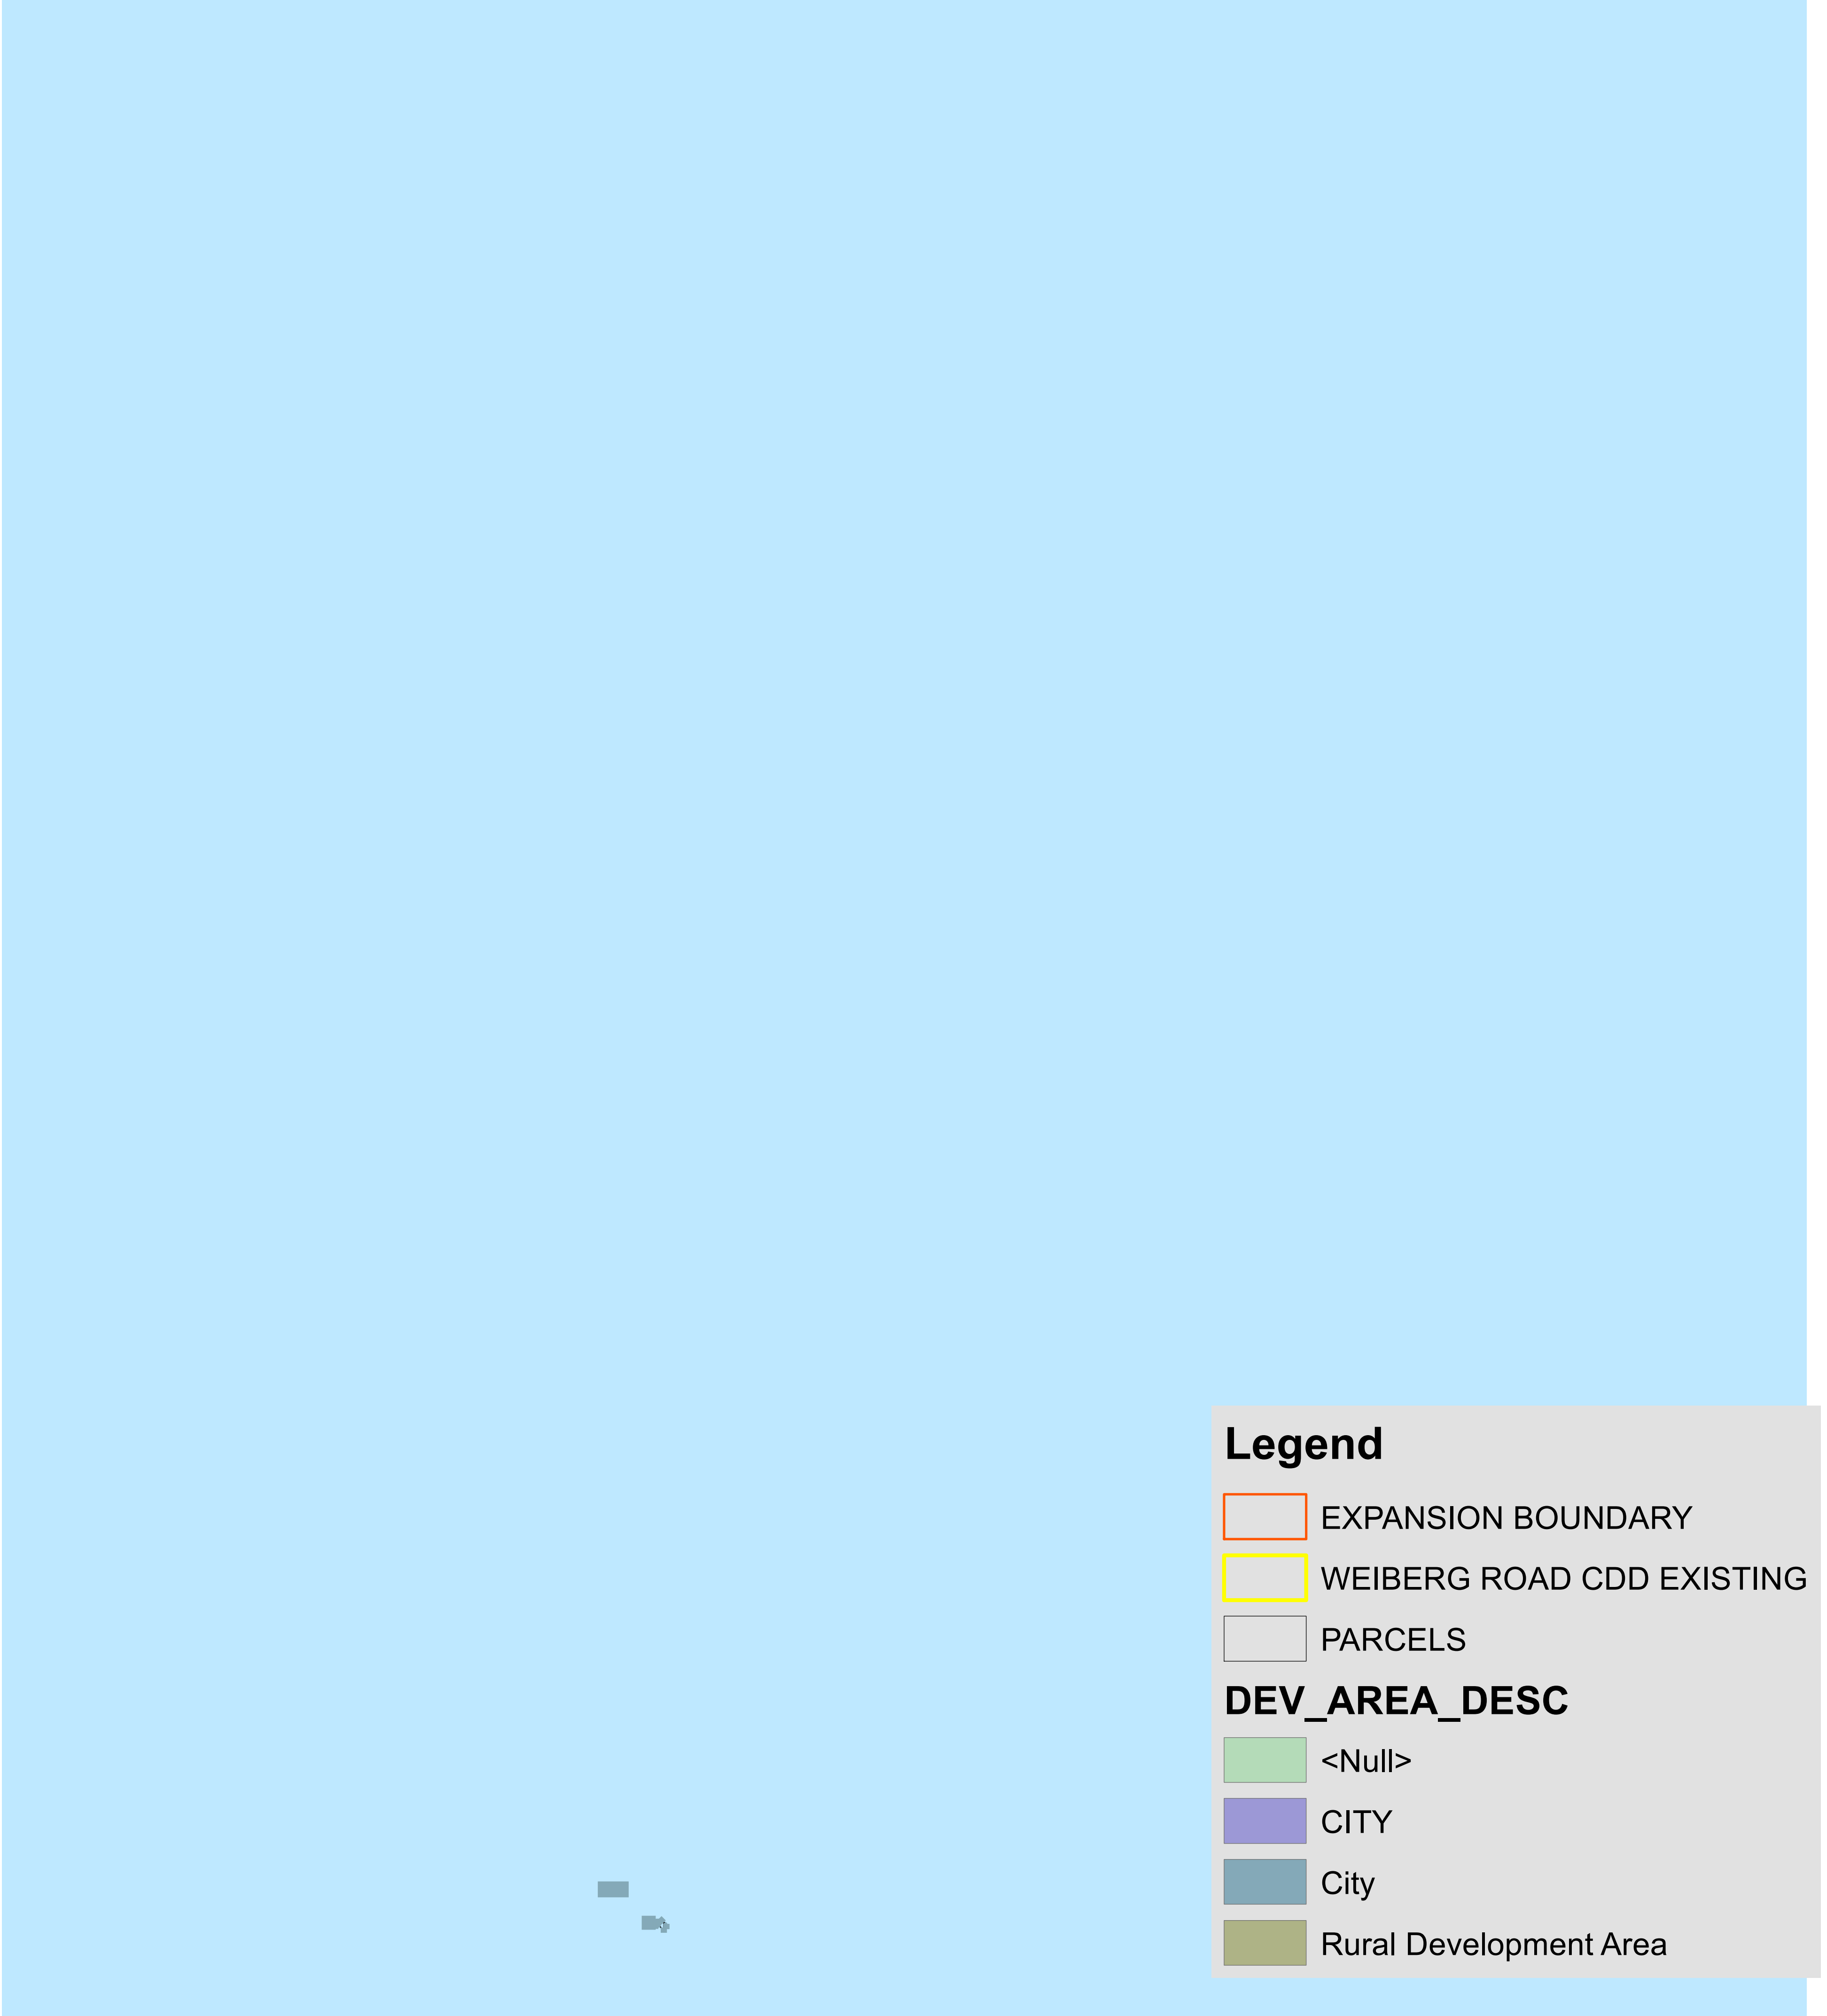 Legend
EXPANSION BOUNDARY
WEIBERG ROAD CDD EXISTING
PARCELS
DEV_AREA_DESC
<Null>
CITY
City
Rural Development Area